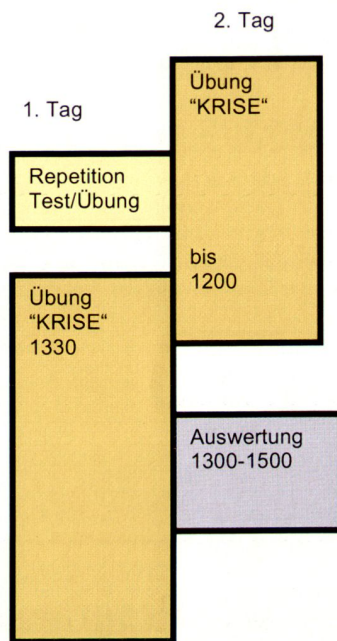 1. Tag
Repetition
Test/Übung
Übung
“KRISE“
1330
2. Tag
Übung
“KRISE“
bis
1200
Auswertung
1300-1500